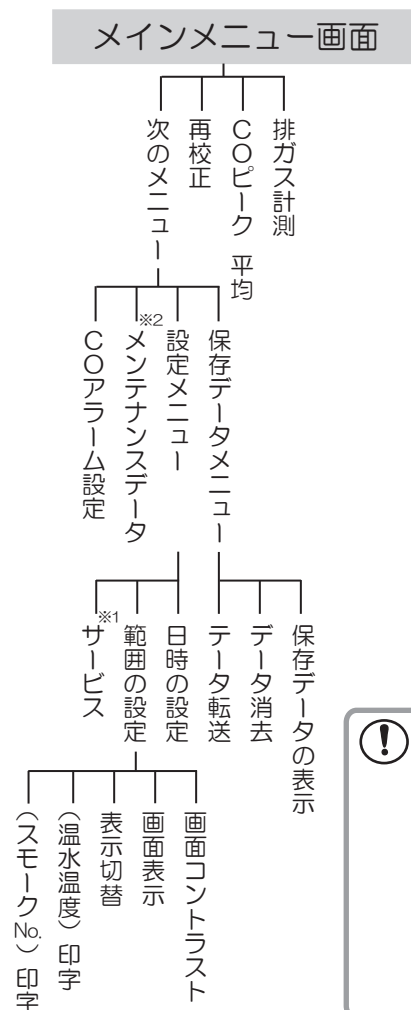 メインメニュー画面
排ガス計測
COピーク 平均
再校正
次のメニュー
保存データメニュー
設定メニュー
※2
メンテナンスデータ
COアラーム設定
保存データの表示
データ消去
テータ転送
日時の設定
範囲の設定
※1
サービス
画面コントラスト
画面表示
表示切替
(温水温度) 印字
(スモークNo.) 印字